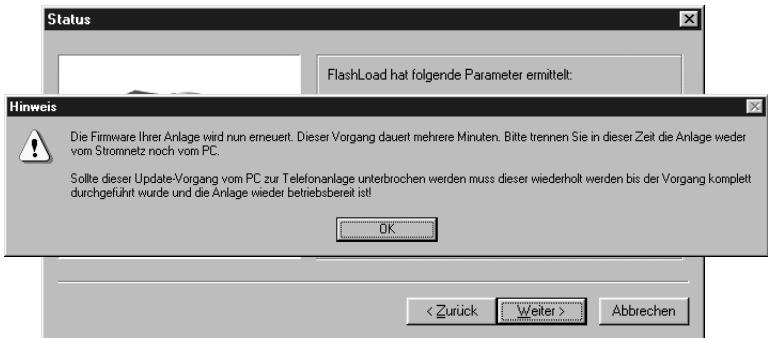 Status
FlashLoad hat folgende Parameter ermittelt:
Hinweis
Die Firmware Ihrer Anlage wird nun erneuert. Dieser Vorgang dauert mehrere Minuten. Bitte trennen Sie in dieser Zeit die Anlage weder
vom Stromnetz noch vom PC.
Sollte dieser Update-Vorgang vom PC zur Telefonanlage unterbrochen werden muss dieser wiederholt werden bis der Vorgang komplett
durchgeführt wurde und die Anlage wieder betriebsbereit ist!
OK
< Zurück Weiter > Abbrechen